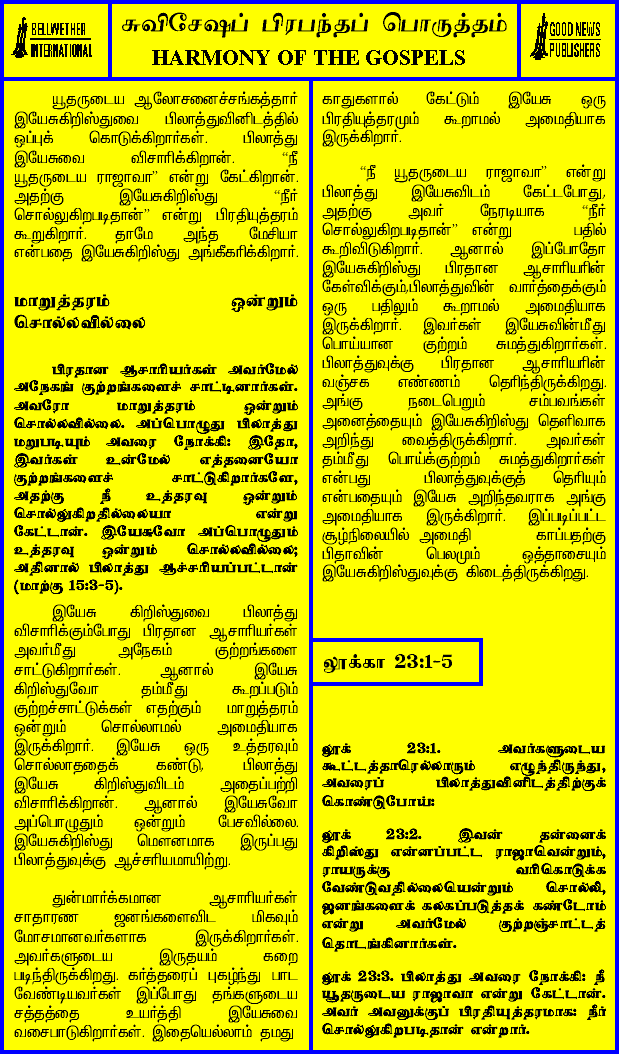 BELLWETHER
INTERNATIONAL
சுவிசேஷப் பிரபந்தப் பொருத்தம்
HARMONY OF THE GOSPELS
GOOD NEWS
PUBLISHERS
யூதருடைய ஆலோசனைச்சங்கத்தார்
இயேசுகிறிஸ்துவை பிலாத்துவினிடத்தில்
ஒப்புக் கொடுக்கிறார்கள். பிலாத்து
இயேசுவை விசாரிக்கிறான். “நீ
யூதருடைய ராஜாவா” என்று கேட்கிறான்.
அதற்கு இயேசுகிறிஸ்து “நீர்
சொல்லுகிறபடிதான்” என்று பிரதியுத்தரம்
கூறுகிறார். தாமே அந்த மேசியா
என்பதை இயேசுகிறிஸ்து அங்கீகரிக்கிறார்.
மாறுத்தரம் ஒன்றும்
சொல்லவில்லை
பிரதான ஆசாரியர்கள் அவர்மேல்
அநேகங் குற்றங்களைச் சாட்டினார்கள்.
அவரோ மாறுத்தரம் ஒன்றும்
சொல்லவில்லை. அப்பொழுது பிலாத்து
மறுபடியும் அவரை நோக்கி: இதோ,
இவர்கள் உன்மேல் எத்தனையோ
குற்றங்களைச் சாட்டுகிறார்களே,
அதற்கு நீ உத்தரவு ஒன்றும்
சொல்லுகிறதில்லையா என்று
கேட்டான். இயேசுவோ அப்பொழுதும்
உத்தரவு ஒன்றும் சொல்லவில்லை;
அதினால் பிலாத்து ஆச்சரியப்பட்டான்
(மாற்கு 15:3-5).
இயேசு கிறிஸ்துவை பிலாத்து
விசாரிக்கும்போது பிரதான ஆசாரியர்கள்
அவர்மீது அநேகம் குற்றங்களை
சாட்டுகிறார்கள். ஆனால் இயேசு
கிறிஸ்துவோ தம்மீது கூறப்படும்
குற்றச்சாட்டுக்கள் எதற்கும் மாறுத்தரம்
ஒன்றும் சொல்லாமல் அமைதியாக
இருக்கிறார். இயேசு ஒரு உத்தரவும்
சொல்லாததைக் கண்டு, பிலாத்து
இயேசு கிறிஸ்துவிடம் அதைப்பற்றி
விசாரிக்கிறான். ஆனால் இயேசுவோ
அப்பொழுதும் ஒன்றும் பேசவில்லை.
இயேசுகிறிஸ்து மௌனமாக இருப்பது
பிலாத்துவுக்கு ஆச்சரியமாயிற்று.
துன்மார்க்கமான ஆசாரியர்கள்
சாதாரண ஜனங்களைவிட மிகவும்
மோசமானவர்களாக இருக்கிறார்கள்.
அவர்களுடைய இருதயம் கறை
படிந்திருக்கிறது. கர்த்தரைப் புகழ்ந்து பாட
வேண்டியவர்கள் இப்போது தங்களுடைய
சத்தத்தை உயர்த்தி இயேசுவை
வசைபாடுகிறார்கள். இதையெல்லாம் தமது
காதுகளால் கேட்டும் இயேசு ஒரு
பிரதியுத்தரமும் கூறாமல் அமைதியாக
இருக்கிறார்.
“நீ யூதருடைய ராஜாவா” என்று
பிலாத்து இயேசுவிடம் கேட்டபோது,
அதற்கு அவர் நேரடியாக “நீர்
சொல்லுகிறபடிதான்” என்று பதில்
கூறிவிடுகிறார். ஆனால் இப்போதோ
இயேசுகிறிஸ்து பிரதான ஆசாரியரின்
கேள்விக்கும்,பிலாத்துவின் வார்த்தைக்கும்
ஒரு பதிலும் கூறாமல் அமைதியாக
இருக்கிறார். இவர்கள் இயேசுவின்மீது
பொய்யான குற்றம் சுமத்துகிறார்கள்.
பிலாத்துவுக்கு பிரதான ஆசாரியரின்
வஞ்சக எண்ணம் தெரிந்திருக்கிறது.
அங்கு நடைபெறும் சம்பவங்கள்
அனைத்தையும் இயேசுகிறிஸ்து தெளிவாக
அறிந்து வைத்திருக்கிறார். அவர்கள்
தம்மீது பொய்க்குற்றம் சுமத்துகிறார்கள்
என்பது பிலாத்துவுக்குத் தெரியும்
என்பதையும் இயேசு அறிந்தவராக அங்கு
அமைதியாக இருக்கிறார். இப்படிப்பட்ட
சூழ்நிலையில் அமைதி காப்பதற்கு
பிதாவின் பெலமும் ஒத்தாசையும்
இயேசுகிறிஸ்துவுக்கு கிடைத்திருக்கிறது.
லூக்கா 23:1-5
லூக் 23:1. அவர்களுடைய
கூட்டத்தாரெல்லாரும் எழுந்திருந்து,
அவரைப் பிலாத்துவினிடத்திற்குக்
கொண்டுபோய்:
லூக் 23:2. இவன் தன்னைக்
கிறிஸ்து என்னப்பட்ட ராஜாவென்றும்,
ராயருக்கு வரிகொடுக்க
வேண்டுவதில்லையென்றும் சொல்லி,
ஜனங்களைக் கலகப்படுத்தக் கண்டோம்
என்று அவர்மேல் குற்றஞ்சாட்டத்
தொடங்கினார்கள்.
லூக் 23:3. பிலாத்து அவரை நோக்கி: நீ
யூதருடைய ராஜாவா என்று கேட்டான்.
அவர் அவனுக்குப் பிரதியுத்தரமாக: நீர்
சொல்லுகிறபடிதான் என்றார்.